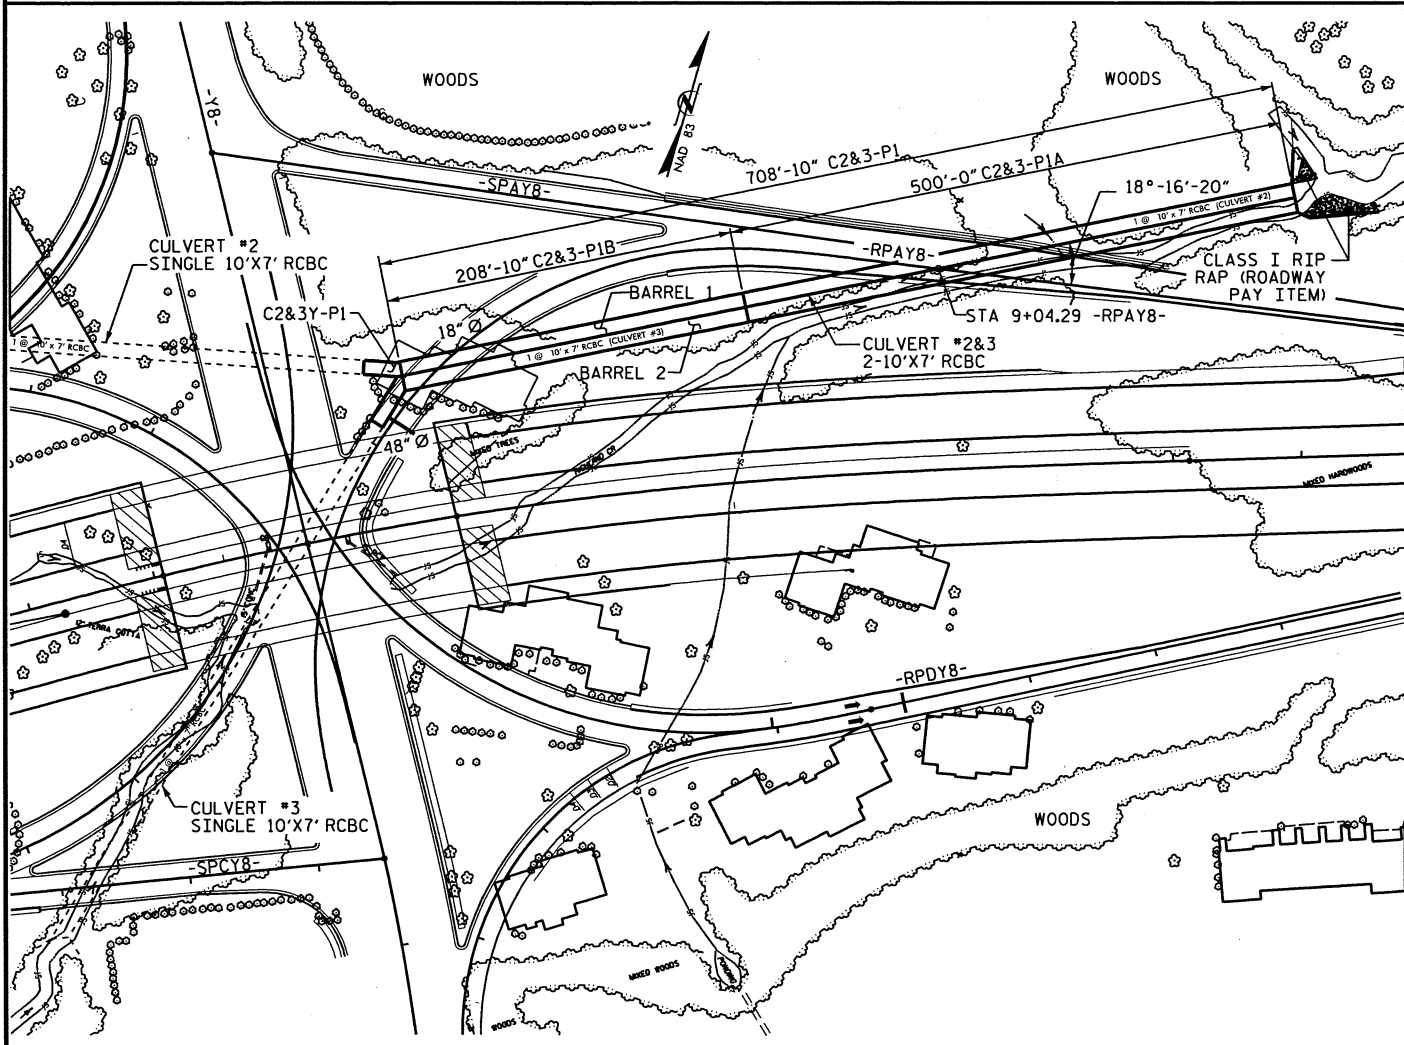 WOODS
WOODS
-Y8-
NAD 83
708'-10" C2&3-P1
500'-0" C2&3-P1A
18°-16'-20"
-SPAY8-
1 @ 10' x 7' RCBC (CULVERT #2)
CULVERT #2
SINGLE 10'X7' RCBC
208'-10" C2&3-P1B
-RPAY8-
CLASS I RIP
RAP (ROADWAY
PAY ITEM)
BARREL 1
C2&3Y-P1
18" Ø
STA 9+04.29 -RPAY8-
1 @ 10' x 7' RCBC
1 @ 10' x 7' RCBC (CULVERT #3)
CULVERT #2&3
2-10'X7' RCBC
BARREL 2
48" Ø
MIXED TREES
RICHLAND CR
MIXED HARDWOODS
12" TERRA COTTA
-RPDY8-
CULVERT #3
SINGLE 10'X7' RCBC
WOODS
-SPCY8-
MIXED WOODS
WOODS